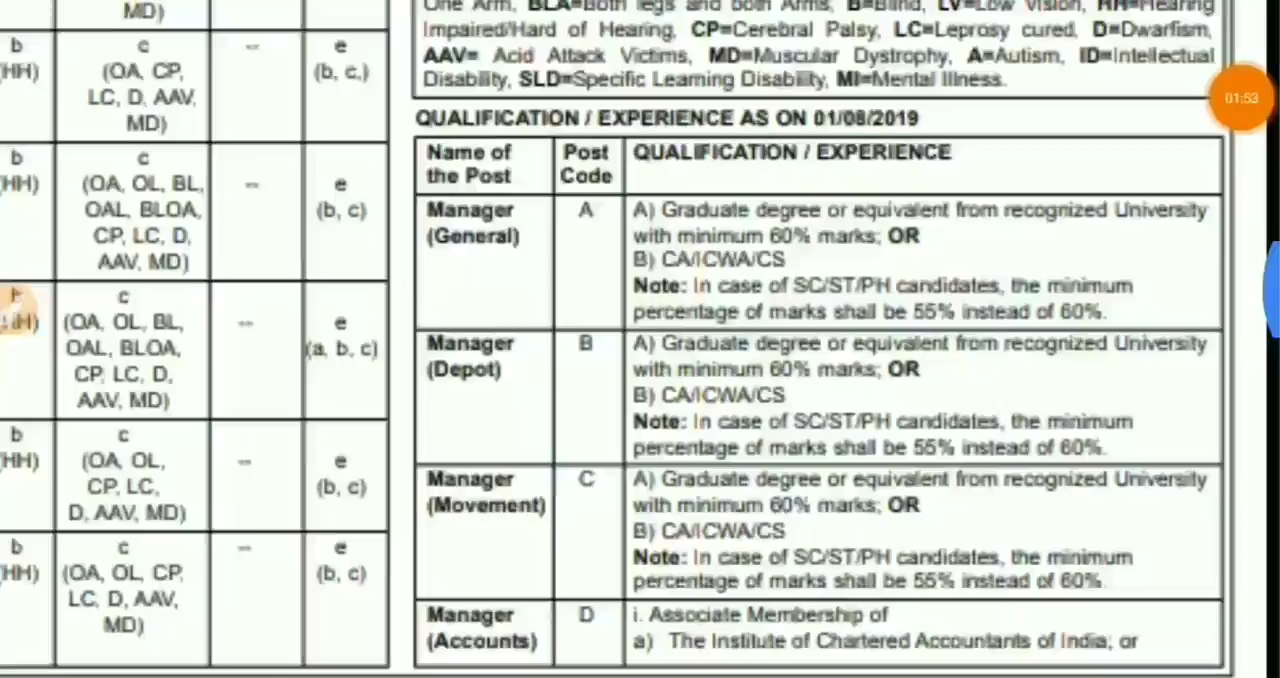 MD)
b
(HH)
c
(OA, CP,
LC, D, AAV,
MD)
--
e
(b, c.)
b
(HH)
c
(OA, OL, BL,
OAL, BLOA,
CP, LC, D,
AAV, MD)
--
e
(b, c)
c
(OA, OL, BL,
OAL, BLOA,
CP, LC, D,
AAV, MD)
--
e
(a, b, c)
b
(HH)
c
(OA, OL,
CP, LC,
D, AAV, MD)
--
e
(b, c)
b
(HH)
c
(OA, OL, CP,
LC, D, AAV,
MD)
--
e
(b, c)
One Arm, BLA=Both legs and both Arms, B=Blind, LV=Low Vision, HH=Hearing
Impaired/Hard of Hearing, CP=Cerebral Palsy, LC=Leprosy cured, D=Dwarfism,
AAV= Acid Attack Victims, MD=Muscular Dystrophy, A=Autism, ID=Intellectual
Disability, SLD=Specific Learning Disability, MI=Mental Illness.
01:53
QUALIFICATION / EXPERIENCE AS ON 01/08/2019
Name of
the Post
Post
Code
QUALIFICATION / EXPERIENCE
Manager
(General)
A
A) Graduate degree or equivalent from recognized University
with minimum 60% marks; OR
B) CA/ICWA/CS
Note: In case of SC/ST/PH candidates, the minimum
percentage of marks shall be 55% instead of 60%.
Manager
(Depot)
B
A) Graduate degree or equivalent from recognized University
with minimum 60% marks; OR
B) CA/ICWA/CS
Note: In case of SC/ST/PH candidates, the minimum
percentage of marks shall be 55% instead of 60%.
Manager
(Movement)
C
A) Graduate degree or equivalent from recognized University
with minimum 60% marks; OR
B) CA/ICWA/CS
Note: In case of SC/ST/PH candidates, the minimum
percentage of marks shall be 55% instead of 60%.
Manager
(Accounts)
D
i. Associate Membership of
a) The Institute of Chartered Accountants of India; or